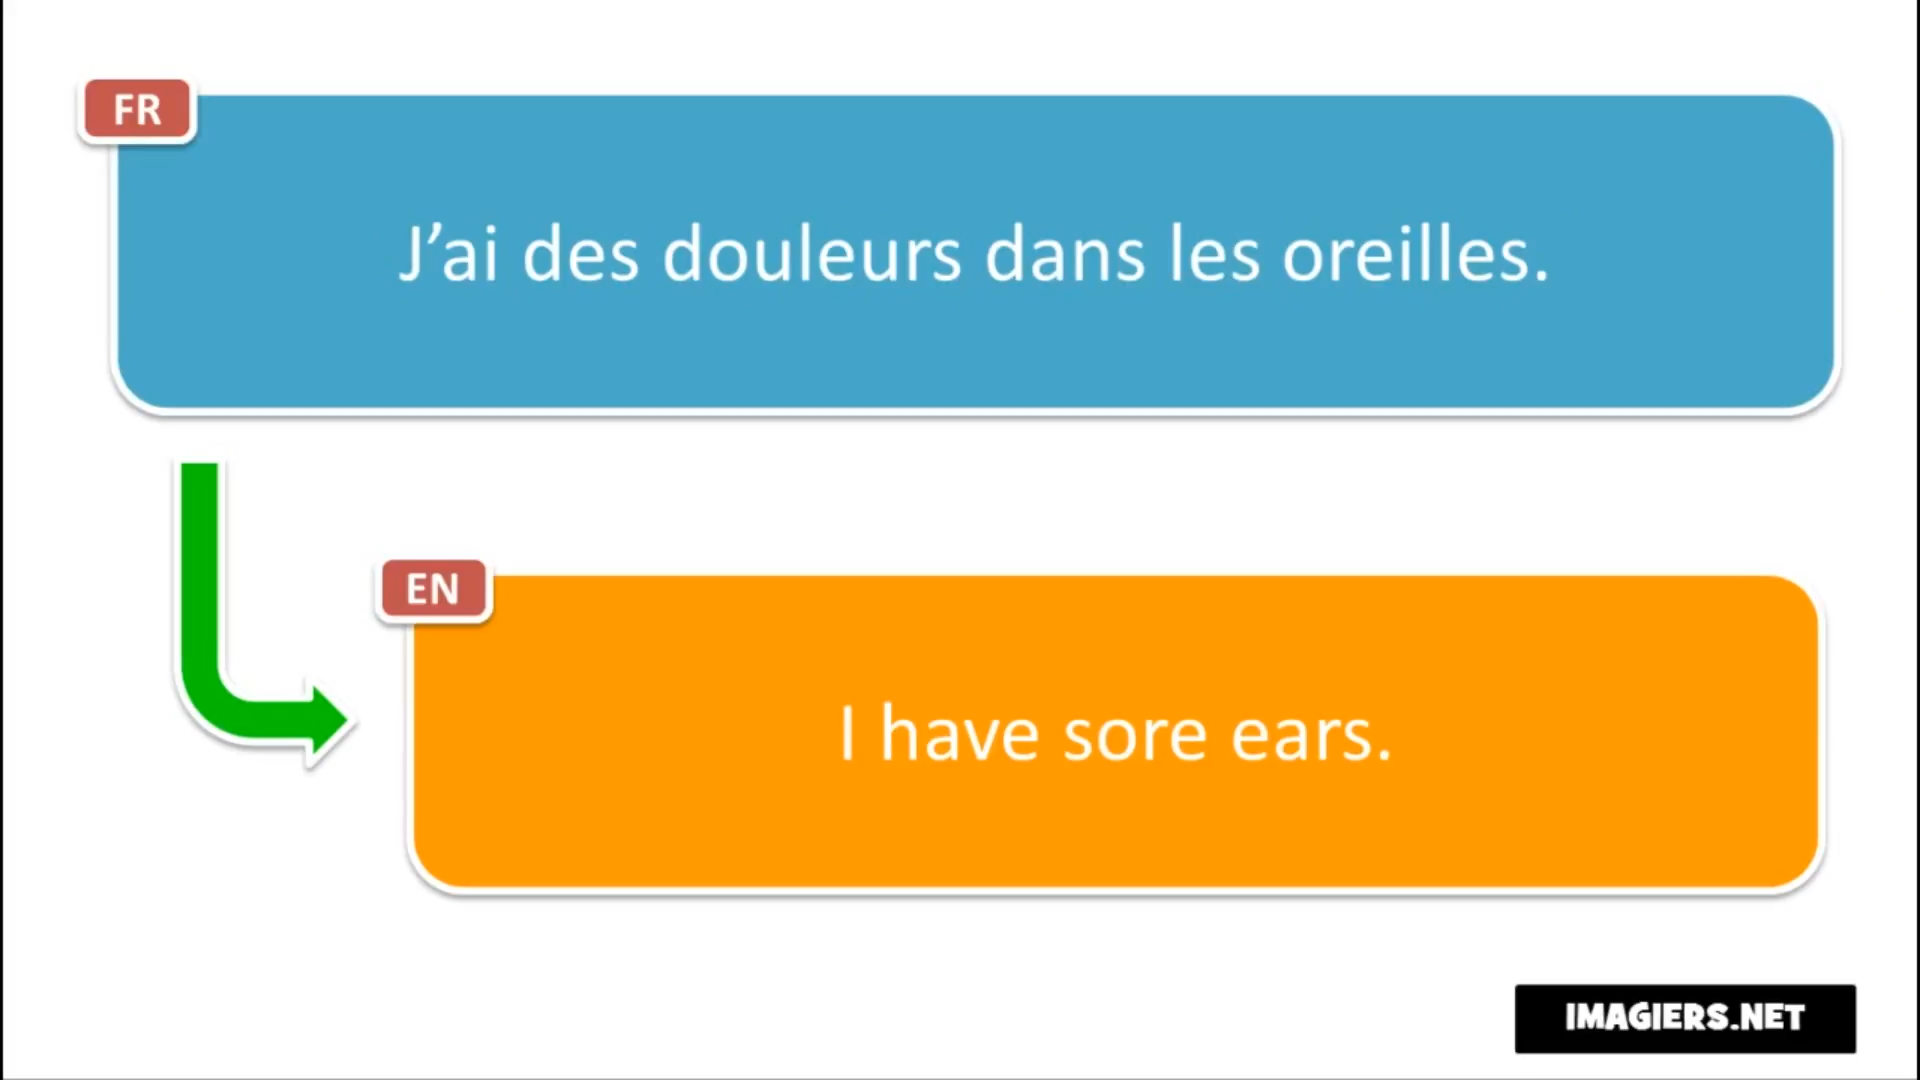 FR
J’ai des douleurs dans les oreilles.
EN
I have sore ears.
IMAGIERS.NET